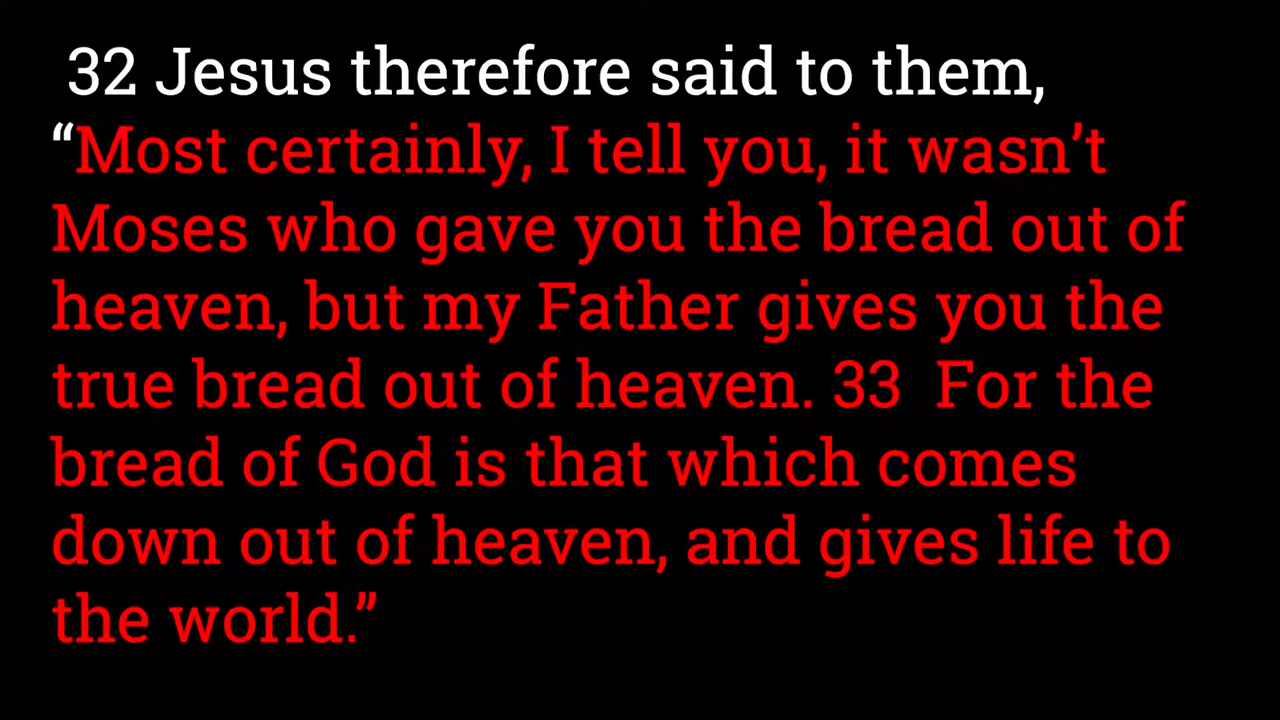 32 Jesus therefore said to them,
“Most certainly, I tell you, it wasn’t
Moses who gave you the bread out of
heaven, but my Father gives you the
true bread out of heaven. 33 For the
bread of God is that which comes
down out of heaven, and gives life to
the world.”